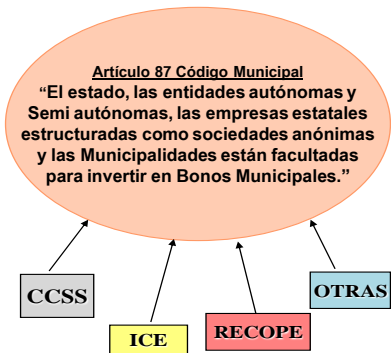 Artículo 87 Código Municipal
“El estado, las entidades autónomas y
Semi autónomas, las empresas estatales
estructuradas como sociedades anónimas
y las Municipalidades están facultadas
para invertir en Bonos Municipales.”
CCSS
ICE
RECOPE
OTRAS